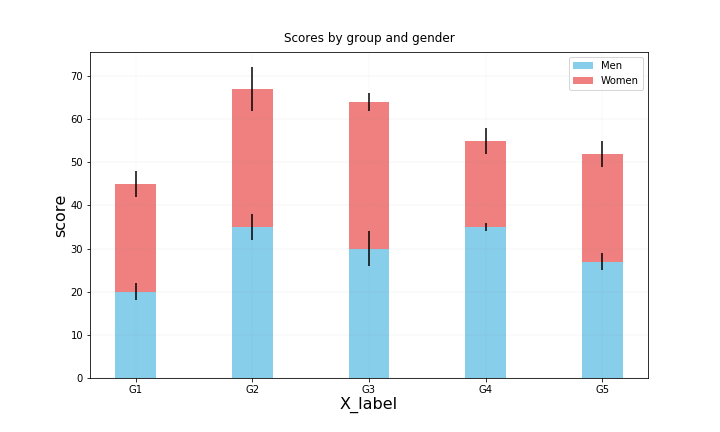 Scores by group and gender
Men
Women
score
70
60
50
40
30
20
10
0
G1 G2 G3 G4 G5
X_label